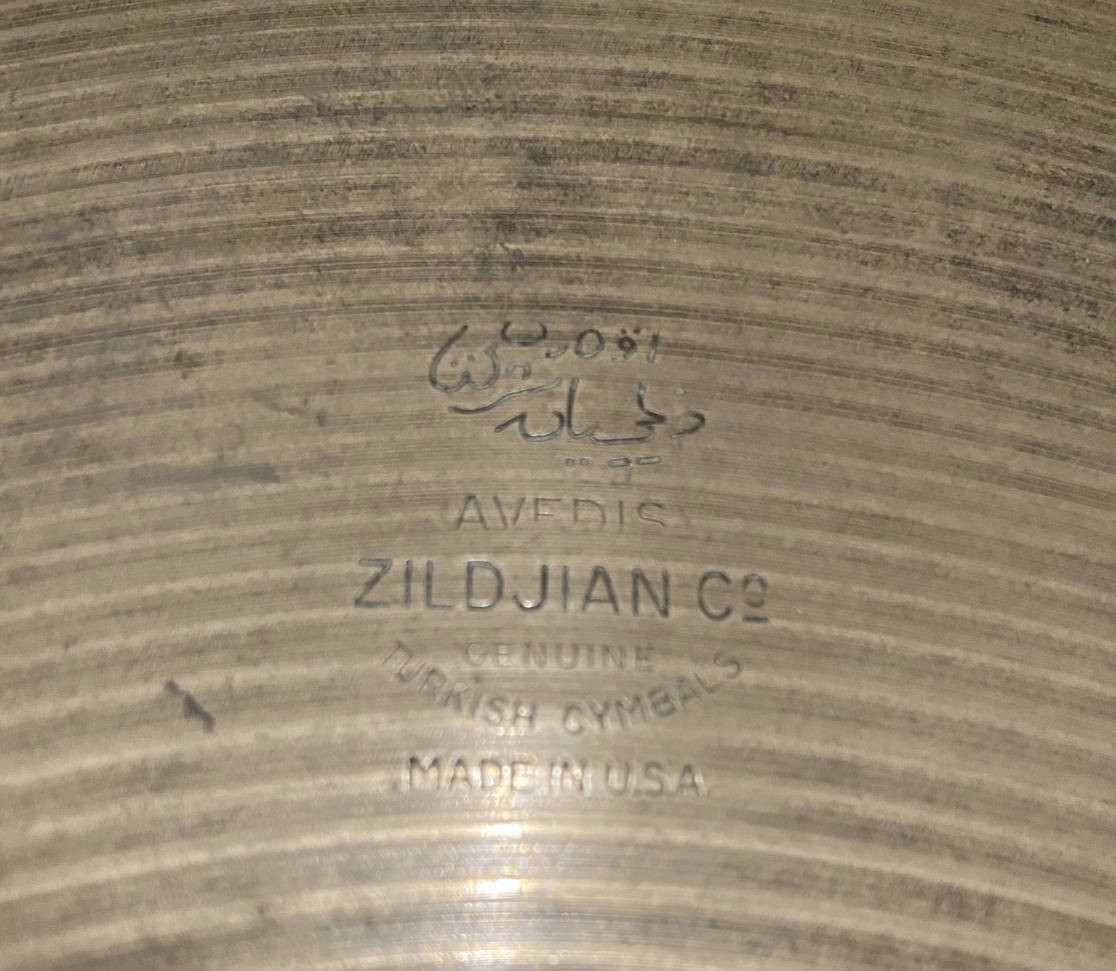 AVEDIS
ZILDJIAN Cº
GENUINE
TURKISH CYMBALS
MADE IN U.S.A.